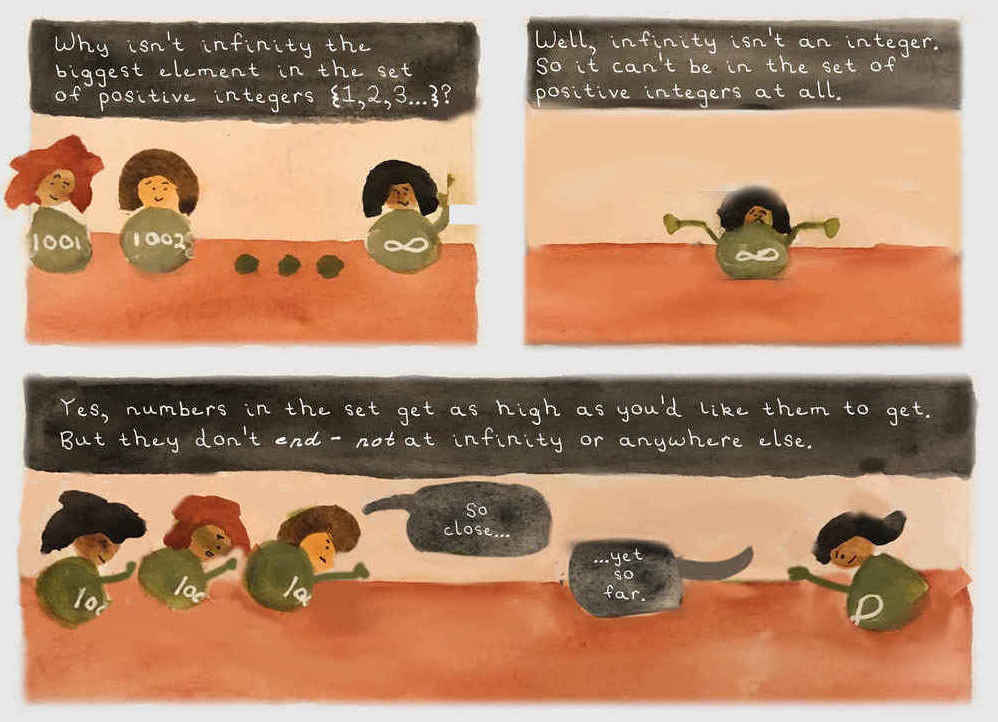 Why isn't infinity the
biggest element in the set
of positive integers {1,2,3...}?
1001
1002
∞
Well, infinity isn't an integer.
So it can't be in the set of
positive integers at all.
∞
Yes, numbers in the set get as high as you'd like them to get.
But they don't end - not at infinity or anywhere else.
So
close...
...yet
so
far.